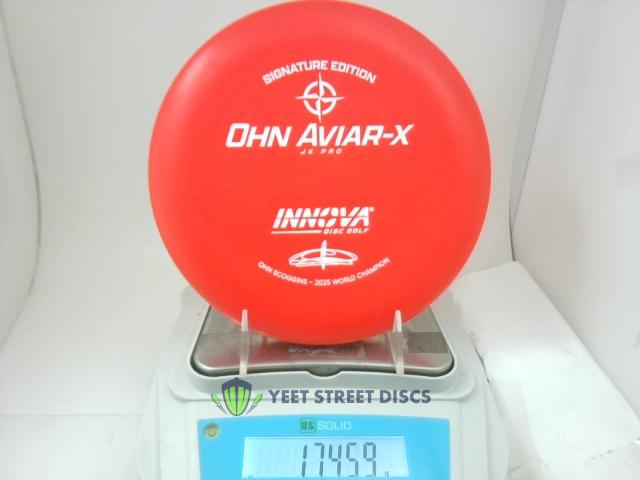 SIGNATURE EDITION
OHN AVIAR-X
JK PRO
INNOVA®
DISC GOLF
OHN SCOGGINS - 2025 WORLD CHAMPION
YEET STREET DISCS
US SOLID
174.59 g